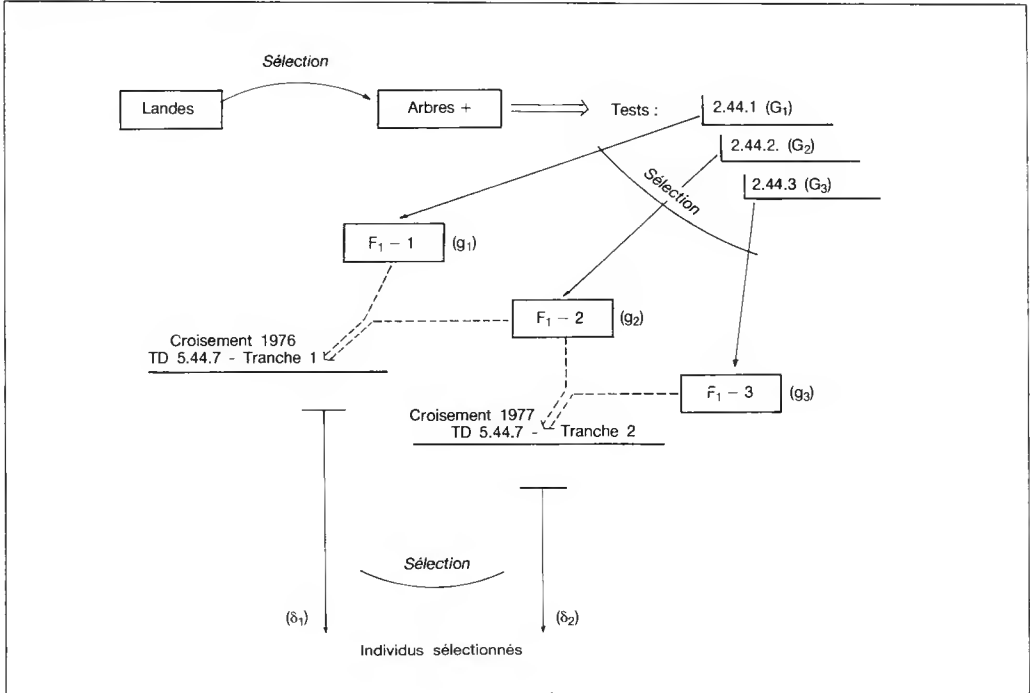 Sélection
Landes
Arbres +
Tests :
2.44.1 (G₁)
2.44.2. (G₂)
2.44.3 (G₃)
Sélection
F₁ – 1 (g₁)
F₁ – 2 (g₂)
F₁ – 3 (g₃)
Croisement 1976
TD 5.44.7 - Tranche 1
Croisement 1977
TD 5.44.7 - Tranche 2
Sélection
(δ₁)
(δ₂)
Individus sélectionnés